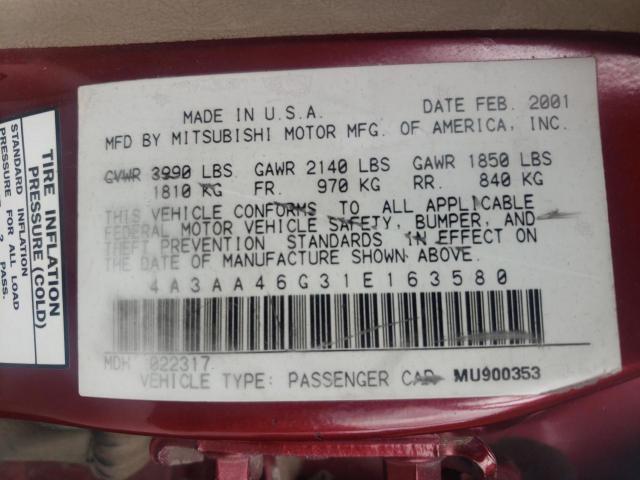 MADE IN U.S.A. DATE FEB. 2001
MFD BY MITSUBISHI MOTOR MFG. OF AMERICA, INC.
GVWR 3990 LBS GAWR 2140 LBS GAWR 1850 LBS
1810 KG FR. 970 KG RR. 840 KG
THIS VEHICLE CONFORMS TO ALL APPLICABLE
FEDERAL MOTOR VEHICLE SAFETY, BUMPER, AND
THEFT PREVENTION STANDARDS IN EFFECT ON
THE DATE OF MANUFACTURE SHOWN ABOVE.
4A3AA46G31E163580
MDH 022317
VEHICLE TYPE: PASSENGER CAR MU900353
TIRE INFLATION
PRESSURE (COLD)
STANDARD INFLATION
PRESSURE FOR ALL LOAD
PASS.